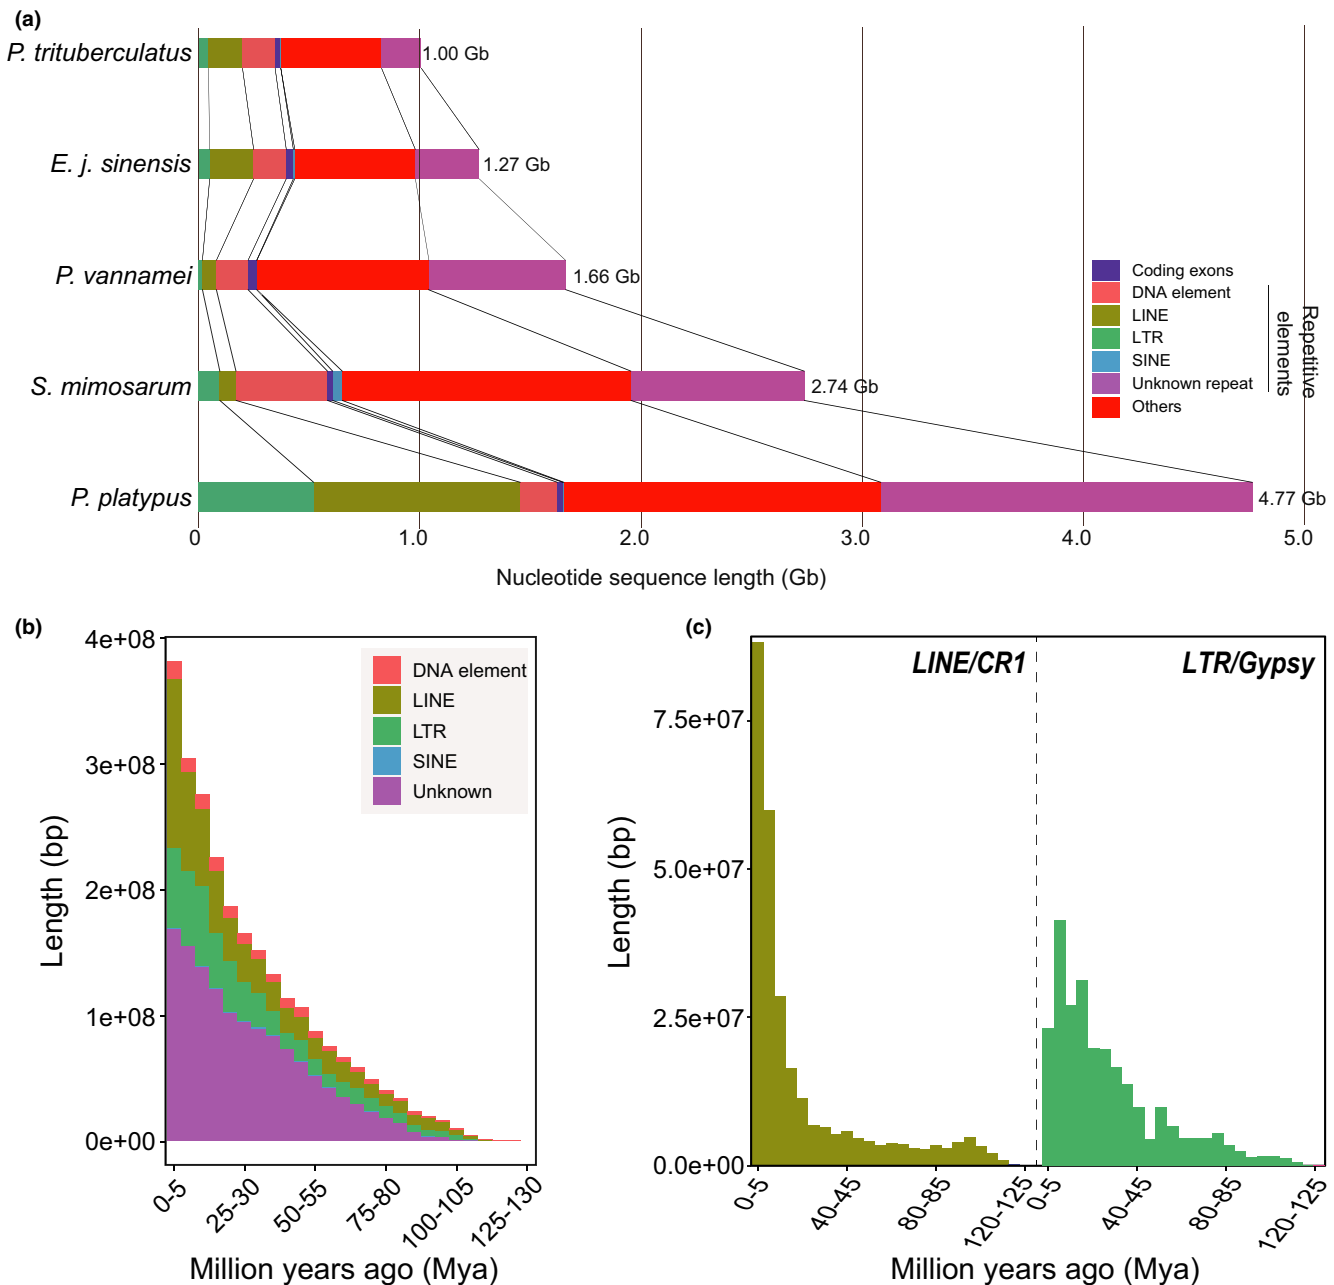 (a)
P. trituberculatus
1.00 Gb
E. j. sinensis
1.27 Gb
P. vannamei
1.66 Gb
S. mimosarum
2.74 Gb
P. platypus
4.77 Gb
Coding exons
DNA element
LINE
LTR
SINE
Unknown repeat
Others
Repetitive
elements
0 1.0 2.0 3.0 4.0 5.0
Nucleotide sequence length (Gb)
(b)
4e+08
3e+08
2e+08
1e+08
0e+00
Length (bp)
DNA element
LINE
LTR
SINE
Unknown
0-5 25-30 50-55 75-80 100-105 125-130
Million years ago (Mya)
(c)
LINE/CR1 LTR/Gypsy
7.5e+07
5.0e+07
2.5e+07
0.0e+00
Length (bp)
0-5 40-45 80-85 120-125 0-5 40-45 80-85 120-125
Million years ago (Mya)